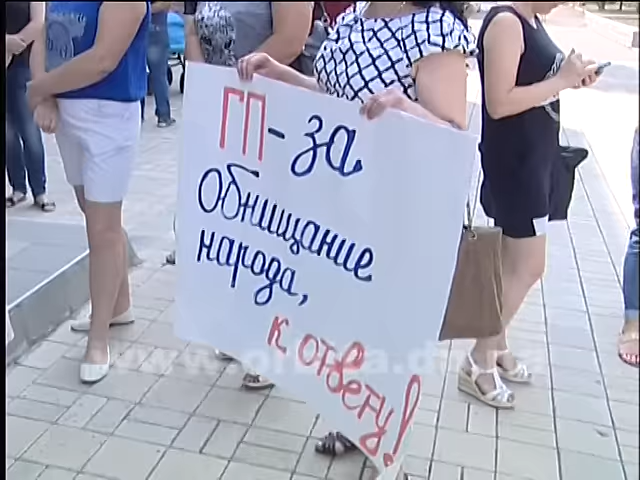 ГП - за
обнищание
народа,
к ответу!